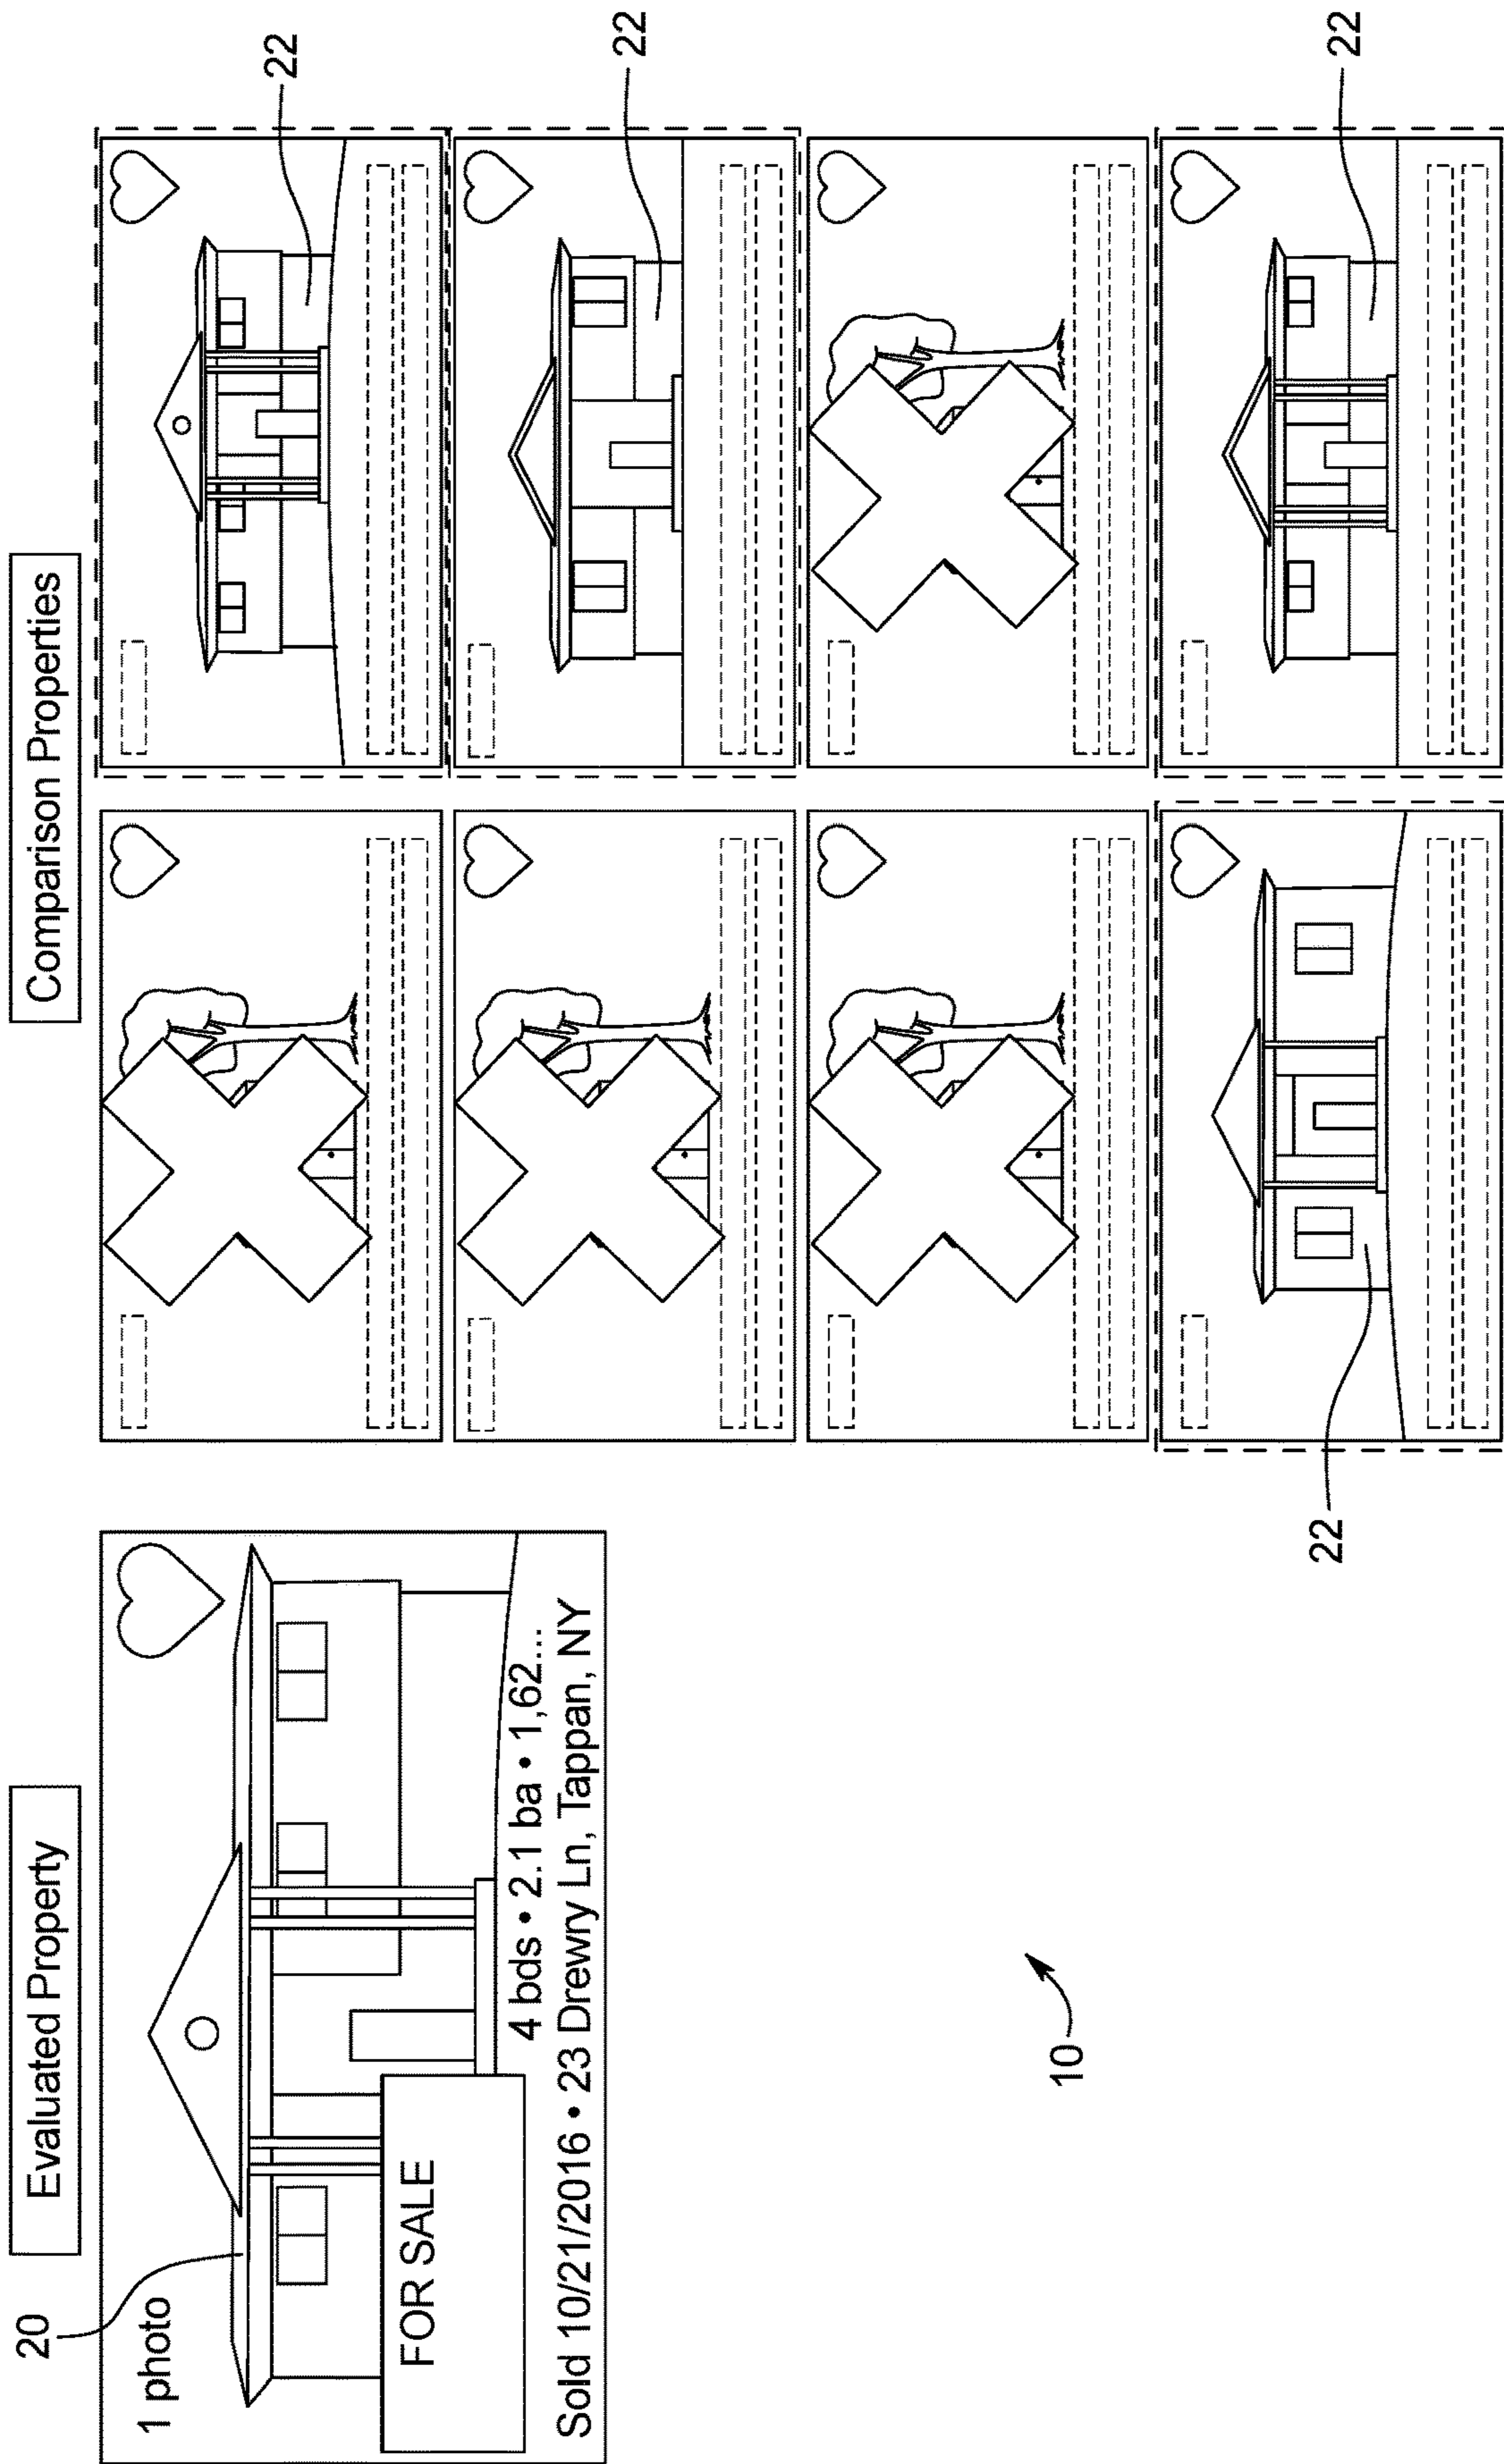 Evaluated Property
Comparison Properties
20
1 photo
FOR SALE
4 bds • 2.1 ba • 1,62...
Sold 10/21/2016 • 23 Drewry Ln, Tappan, NY
22
22
22
22
10